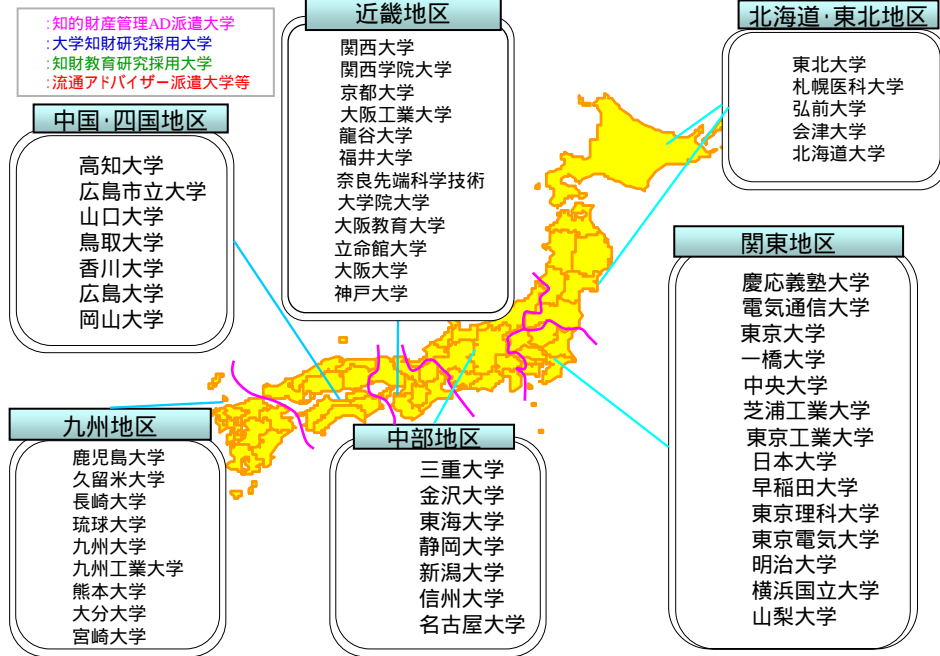 :知的財産管理AD派遣大学
:大学知財研究採用大学
:知財教育研究採用大学
:流通アドバイザー派遣大学等
近畿地区
関西大学
関西学院大学
京都大学
大阪工業大学
龍谷大学
福井大学
奈良先端科学技術
大学院大学
大阪教育大学
立命館大学
大阪大学
神戸大学
北海道・東北地区
東北大学
札幌医科大学
弘前大学
会津大学
北海道大学
中国・四国地区
高知大学
広島市立大学
山口大学
鳥取大学
香川大学
広島大学
岡山大学
関東地区
慶応義塾大学
電気通信大学
東京大学
一橋大学
中央大学
芝浦工業大学
東京工業大学
日本大学
早稲田大学
東京理科大学
東京電気大学
明治大学
横浜国立大学
山梨大学
九州地区
鹿児島大学
久留米大学
長崎大学
琉球大学
九州大学
九州工業大学
熊本大学
大分大学
宮崎大学
中部地区
三重大学
金沢大学
東海大学
静岡大学
新潟大学
信州大学
名古屋大学